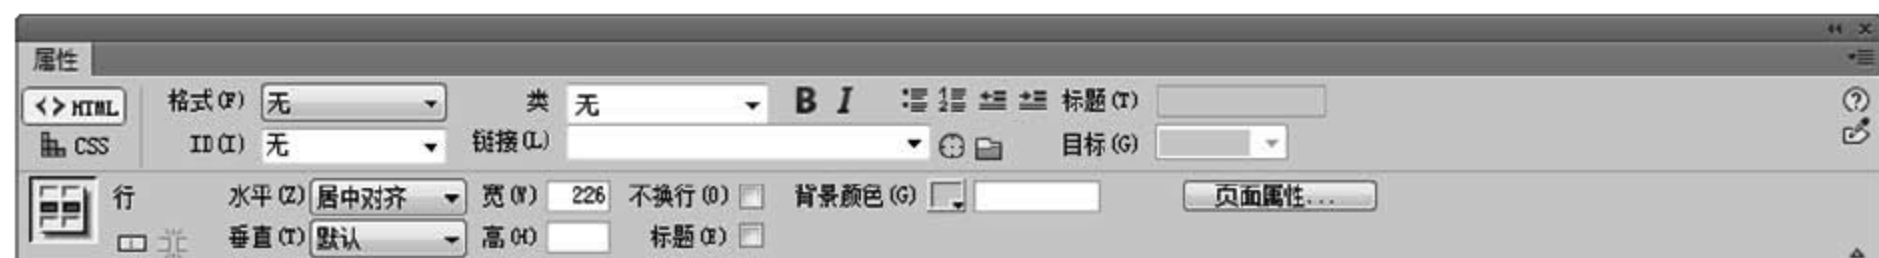 属性
<> HTML 格式(F) 无 类 无 B I 标题(T)
CSS ID(I) 无 链接(L) 目标(G)
行 水平(Z) 居中对齐 宽(W) 226 不换行(O) 背景颜色(G) 页面属性...
垂直(T) 默认 高(H) 标题(E)